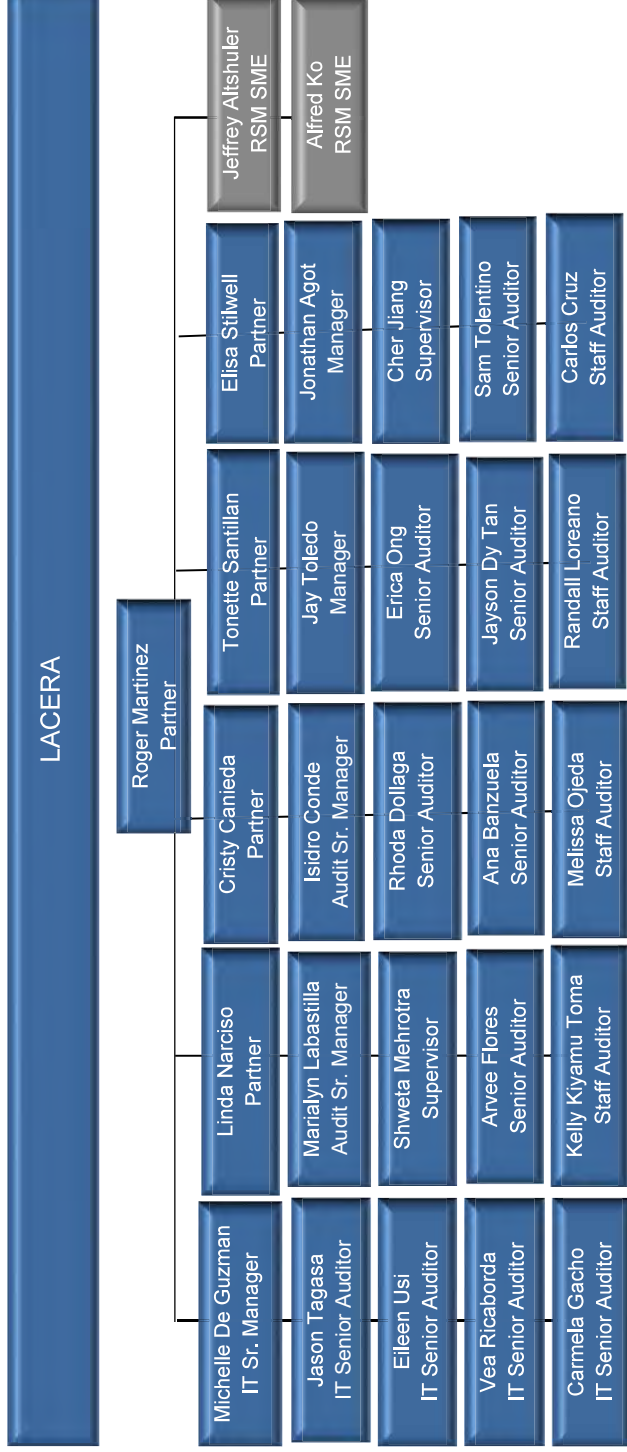 LACERA
Roger Martinez
Partner
Michelle De Guzman
IT Sr. Manager
Jason Tagasa
IT Senior Auditor
Eileen Usi
IT Senior Auditor
Vea Ricaborda
IT Senior Auditor
Carmela Gacho
IT Senior Auditor
Linda Narciso
Partner
Marialyn Labastilla
Audit Sr. Manager
Shweta Mehrotra
Supervisor
Arvee Flores
Senior Auditor
Kelly Kiyamu Toma
Staff Auditor
Cristy Canieda
Partner
Isidro Conde
Audit Sr. Manager
Rhoda Dollaga
Senior Auditor
Ana Banzuela
Senior Auditor
Melissa Ojeda
Staff Auditor
Tonette Santillan
Partner
Jay Toledo
Manager
Erica Ong
Senior Auditor
Jayson Dy Tan
Senior Auditor
Randall Loreano
Staff Auditor
Elisa Stilwell
Partner
Jonathan Agot
Manager
Cher Jiang
Supervisor
Sam Tolentino
Senior Auditor
Carlos Cruz
Staff Auditor
Jeffrey Altshuler
RSM SME
Alfred Ko
RSM SME